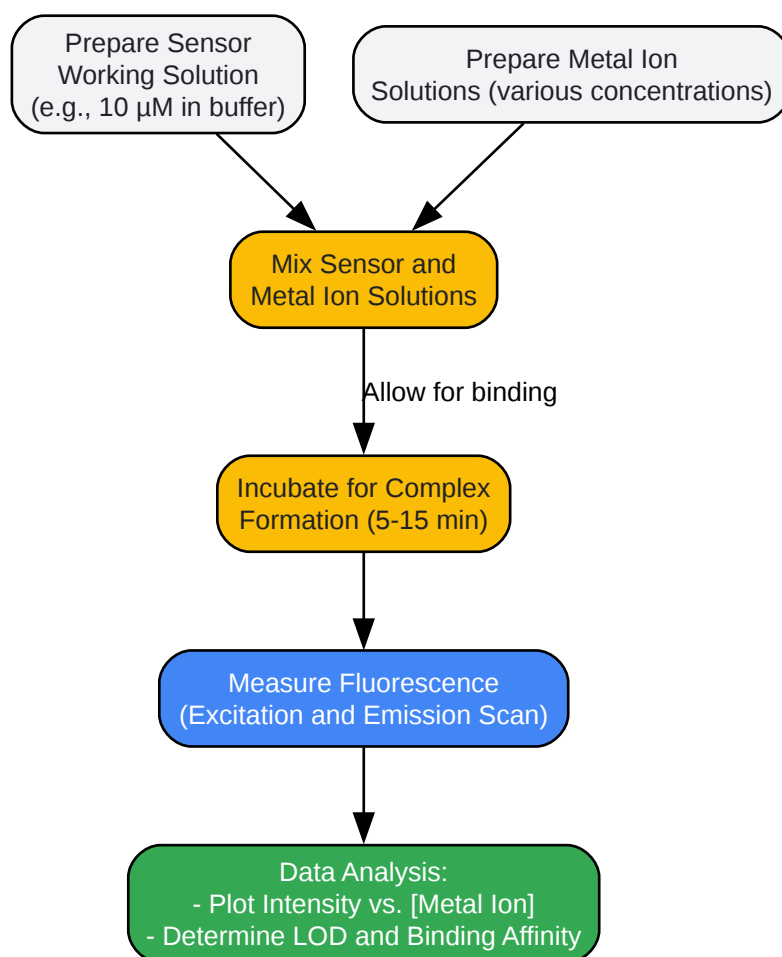 Prepare Sensor
Working Solution
(e.g., 10 µM in buffer)
Prepare Metal Ion
Solutions (various concentrations)
Mix Sensor and
Metal Ion Solutions
Allow for binding
Incubate for Complex
Formation (5-15 min)
Measure Fluorescence
(Excitation and Emission Scan)
Data Analysis:
- Plot Intensity vs. [Metal Ion]
- Determine LOD and Binding Affinity